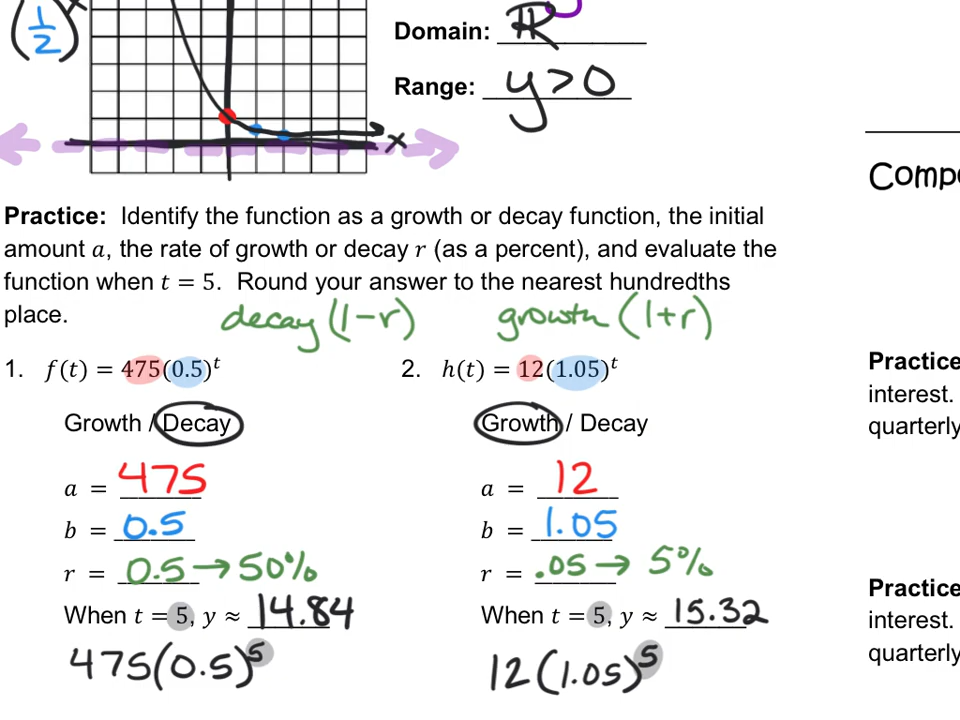 (1/2)^x
Domain: ℝ
Range: y > 0
x
Practice: Identify the function as a growth or decay function, the initial
amount a, the rate of growth or decay r (as a percent), and evaluate the
function when t = 5. Round your answer to the nearest hundredths
place.
decay (1-r) growth (1+r)
1. f(t) = 475(0.5)^t
Growth / Decay
a = 475
b = 0.5
r = 0.5 → 50%
When t = 5, y ≈ 14.84
475(0.5)^5
2. h(t) = 12(1.05)^t
Growth / Decay
a = 12
b = 1.05
r = .05 → 5%
When t = 5, y ≈ 15.32
12(1.05)^5
Practice
interest.
quarterly
Practice
interest.
quarterly